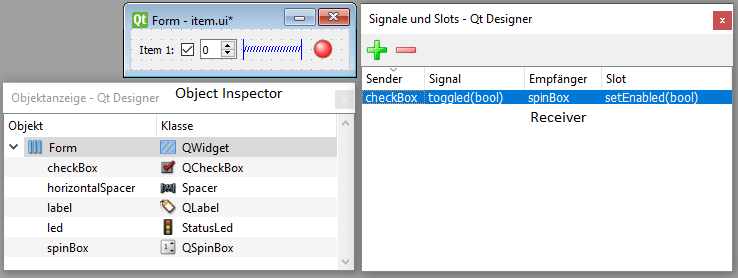 Qt Form - item.ui*
Item 1: 0
Objektanzeige - Qt Designer
Object Inspector
Objekt Klasse
Form QWidget
checkBox QCheckBox
horizontalSpacer Spacer
label QLabel
led StatusLed
spinBox QSpinBox
Signale und Slots - Qt Designer
Sender Signal Empfänger Slot
checkBox toggled(bool) spinBox setEnabled(bool)
Receiver